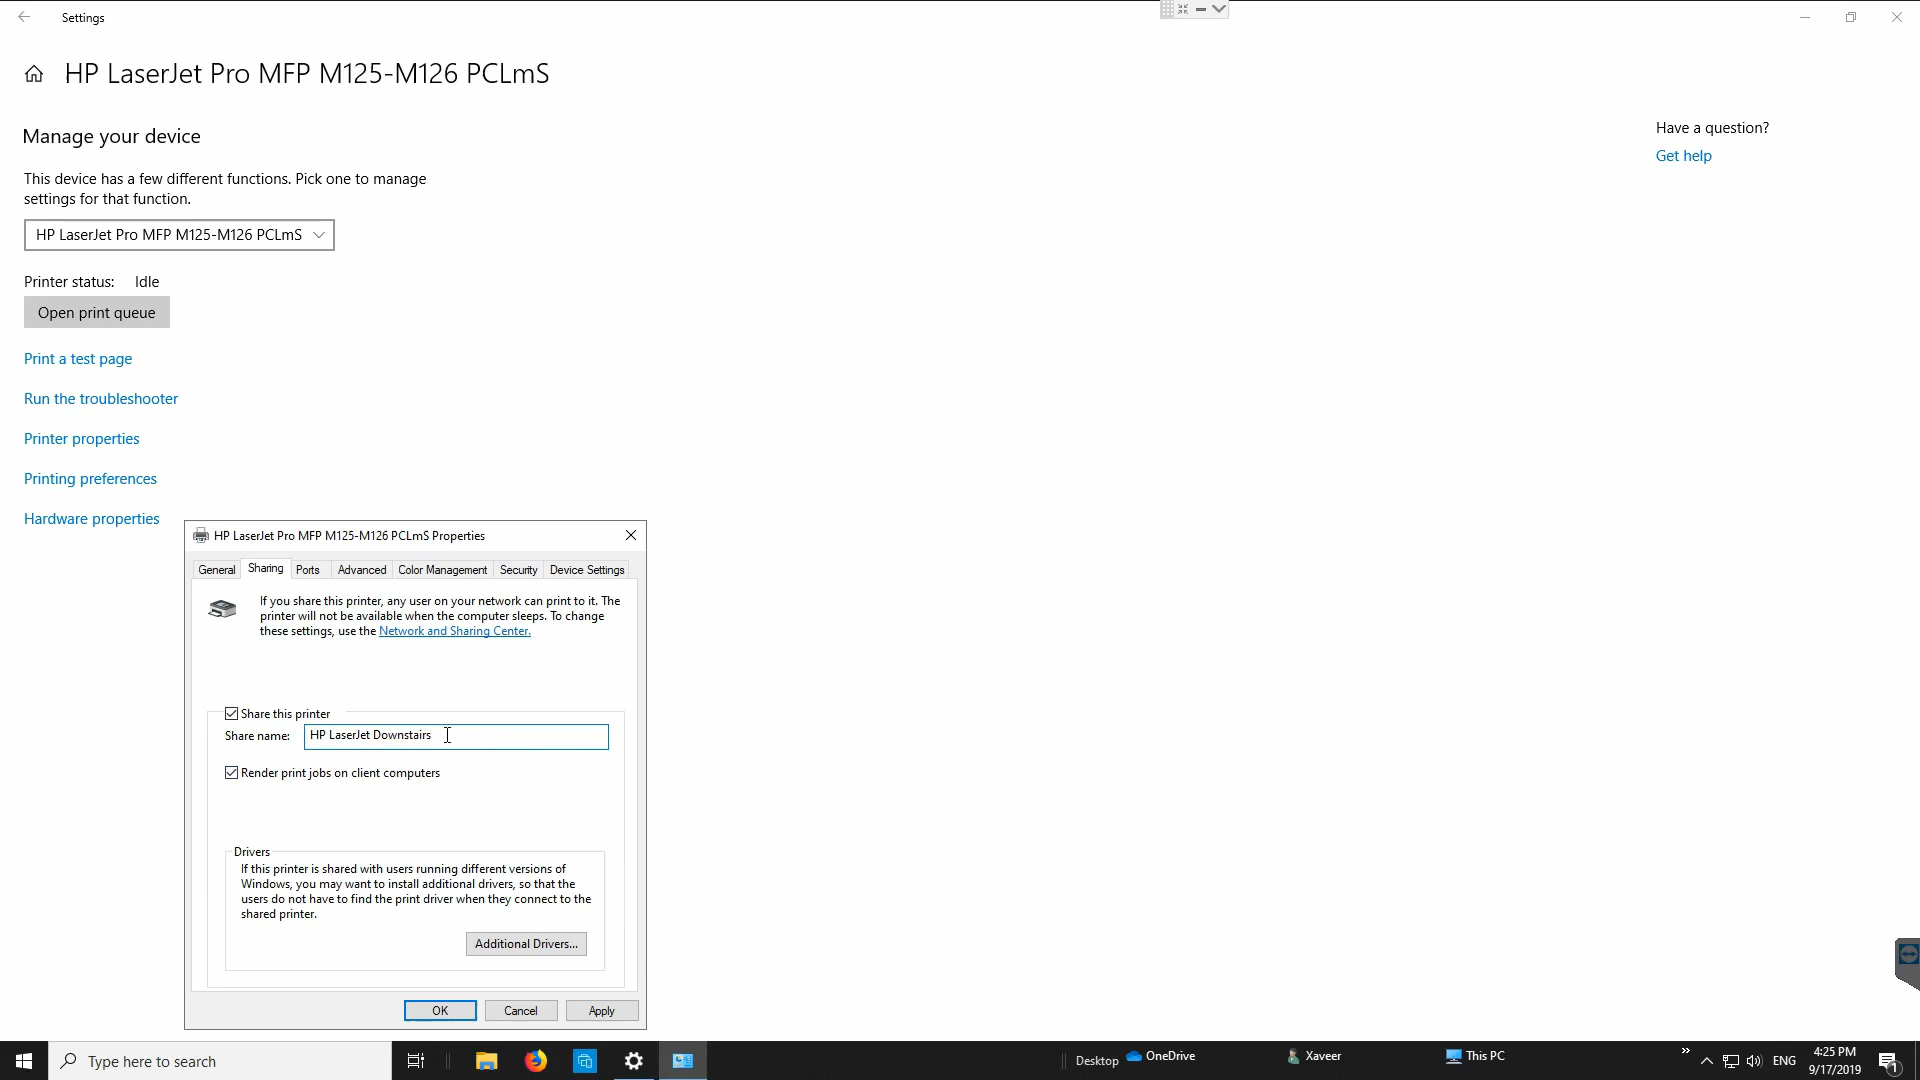 Settings
HP LaserJet Pro MFP M125-M126 PCLmS
Manage your device
This device has a few different functions. Pick one to manage
settings for that function.
HP LaserJet Pro MFP M125-M126 PCLmS
Printer status: Idle
Open print queue
Print a test page
Run the troubleshooter
Printer properties
Printing preferences
Hardware properties
Have a question?
Get help
HP LaserJet Pro MFP M125-M126 PCLmS Properties
General Sharing Ports Advanced Color Management Security Device Settings
If you share this printer, any user on your network can print to it. The
printer will not be available when the computer sleeps. To change
these settings, use the Network and Sharing Center.
Share this printer
Share name: HP LaserJet Downstairs
Render print jobs on client computers
Drivers
If this printer is shared with users running different versions of
Windows, you may want to install additional drivers, so that the
users do not have to find the print driver when they connect to the
shared printer.
Additional Drivers...
OK Cancel Apply
Type here to search
Desktop OneDrive Xaveer This PC » ENG
4:25 PM
9/17/2019
1